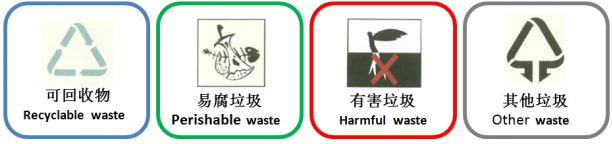 可回收物
Recyclable waste
易腐垃圾
Perishable waste
有害垃圾
Harmful waste
其他垃圾
Other waste